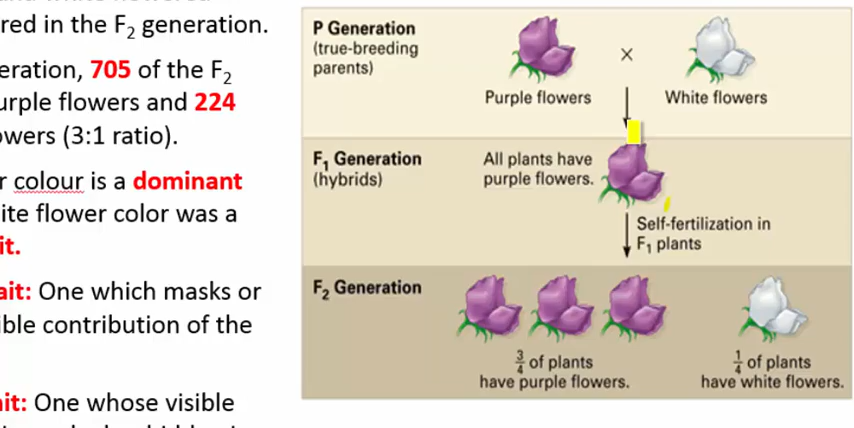 red in the F₂ generation.
eration, 705 of the F₂
urple flowers and 224
owers (3:1 ratio).
r colour is a dominant
ite flower color was a
it.
ait: One which masks or
ible contribution of the
ait: One whose visible
P Generation
(true-breeding
parents)
×
Purple flowers
White flowers
F₁ Generation
(hybrids)
All plants have
purple flowers.
Self-fertilization in
F₁ plants
F₂ Generation
3/4 of plants
have purple flowers.
1/4 of plants
have white flowers.